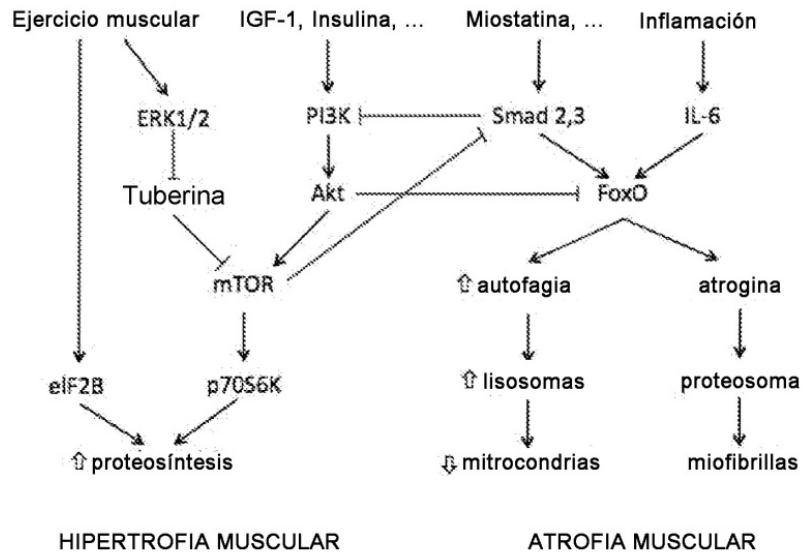 Ejercicio muscular IGF-1, Insulina, ... Miostatina, ... Inflamación
ERK1/2 PI3K Smad 2,3 IL-6
Tuberina Akt FoxO
mTOR ⇧ autofagia atrogina
eIF2B p70S6K ⇧ lisosomas proteosoma
⇧ proteosíntesis ⇩ mitrocondrias miofibrillas
HIPERTROFIA MUSCULAR ATROFIA MUSCULAR